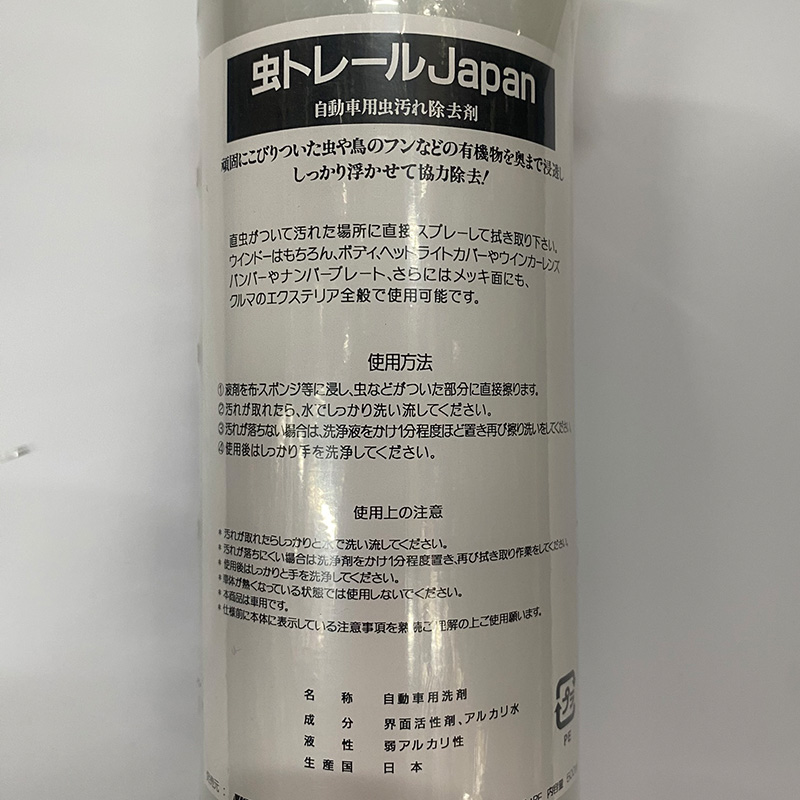 虫トレールJapan
自動車用虫汚れ除去剤
頑固にこびりついた虫や鳥のフンなどの有機物を奥まで浸透し
しっかり浮かせて協力除去!
直虫がついて汚れた場所に直接スプレーして拭き取り下さい。
ウインドーはもちろん、ボディ、ヘットライトカバーやウインカーレンズ
バンパーやナンバープレート、さらにはメッキ面にも、
クルマのエクステリア全般で使用可能です。
使用方法
①液剤を布・スポンジ等に浸し、虫などがついた部分に直接擦ります。
②汚れが取れたら、水でしっかり洗い流してください。
③汚れが落ちない場合は、洗浄液をかけ1分程度ほど置き再び擦り洗いをしてください。
④使用後はしっかり手を洗浄してください。
使用上の注意
*汚れが取れたらしっかりと水で洗い流してください。
*汚れが落ちにくい場合は洗浄剤をかけ1分程度置き、再び拭き取り作業をしてください。
*使用後はしっかりと手を洗浄してください。
*車体が熱くなっている状態では使用しないでください。
*本商品は車用です。
*仕様前に本体に表示している注意事項を熟読ご理解の上ご使用願います。
名 称 自動車用洗剤
成 分 界面活性剤、アルカリ水
液 性 弱アルカリ性
生産国 日本
PE
内容量